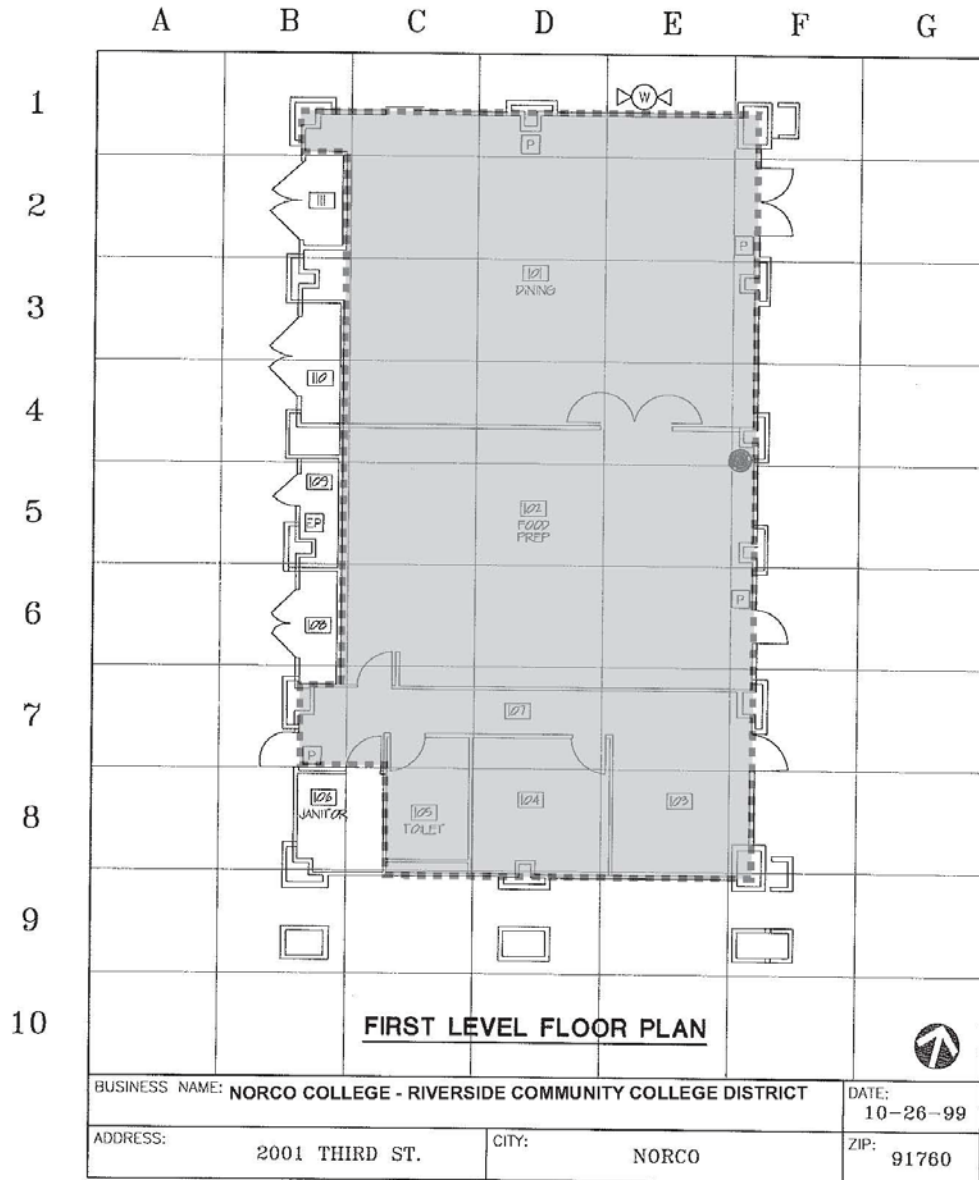 A B C D E F G
1
W
P
2
111
P
101
DINING
3
110
4
109
102
FOOD
PREP
5
EP
P
6
108
7
107
P
106
JANITOR
105
TOILET
104
103
8
9
10
FIRST LEVEL FLOOR PLAN
BUSINESS NAME: NORCO COLLEGE - RIVERSIDE COMMUNITY COLLEGE DISTRICT
DATE:
10-26-99
ADDRESS: 2001 THIRD ST.
CITY: NORCO
ZIP: 91760